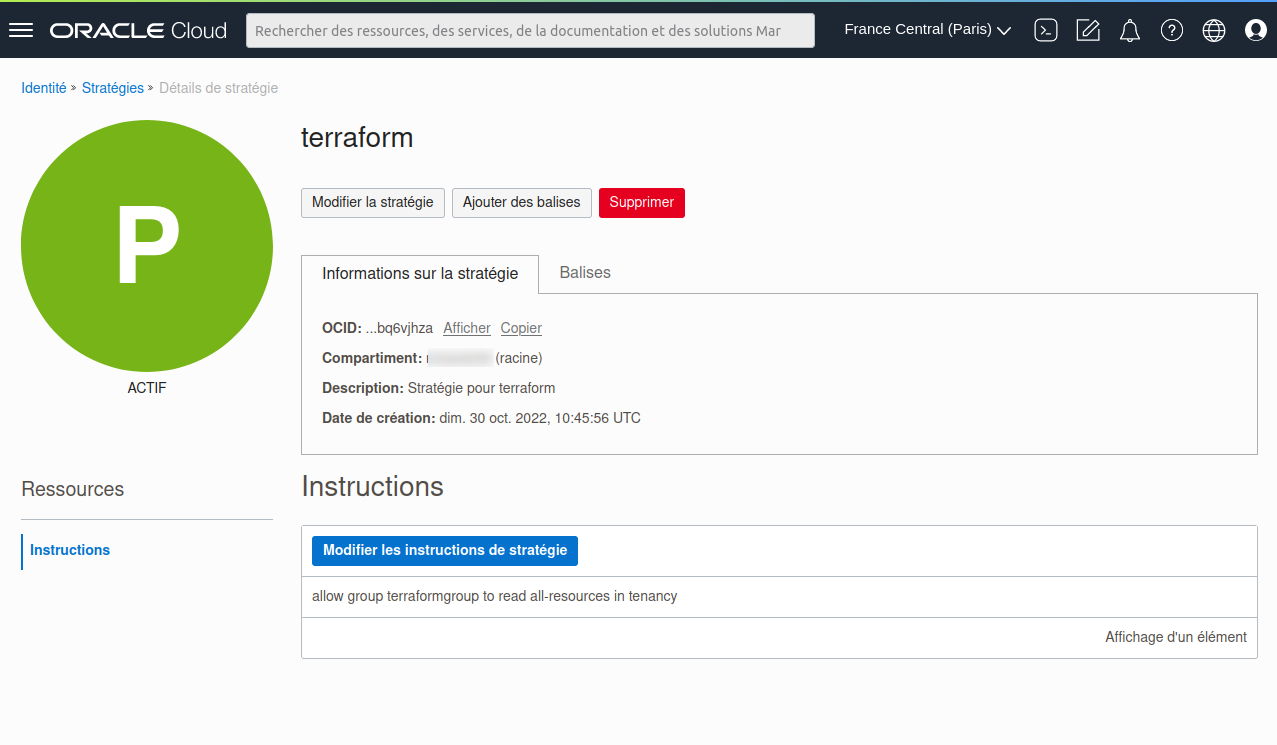 ORACLE Cloud
Rechercher des ressources, des services, de la documentation et des solutions Mar
France Central (Paris)
Identité » Stratégies » Détails de stratégie
P
ACTIF
terraform
Modifier la stratégie
Ajouter des balises
Supprimer
Informations sur la stratégie
Balises
OCID: ...bq6vjhza Afficher Copier
Compartiment: (racine)
Description: Stratégie pour terraform
Date de création: dim. 30 oct. 2022, 10:45:56 UTC
Ressources
Instructions
Instructions
Modifier les instructions de stratégie
allow group terraformgroup to read all-resources in tenancy
Affichage d'un élément